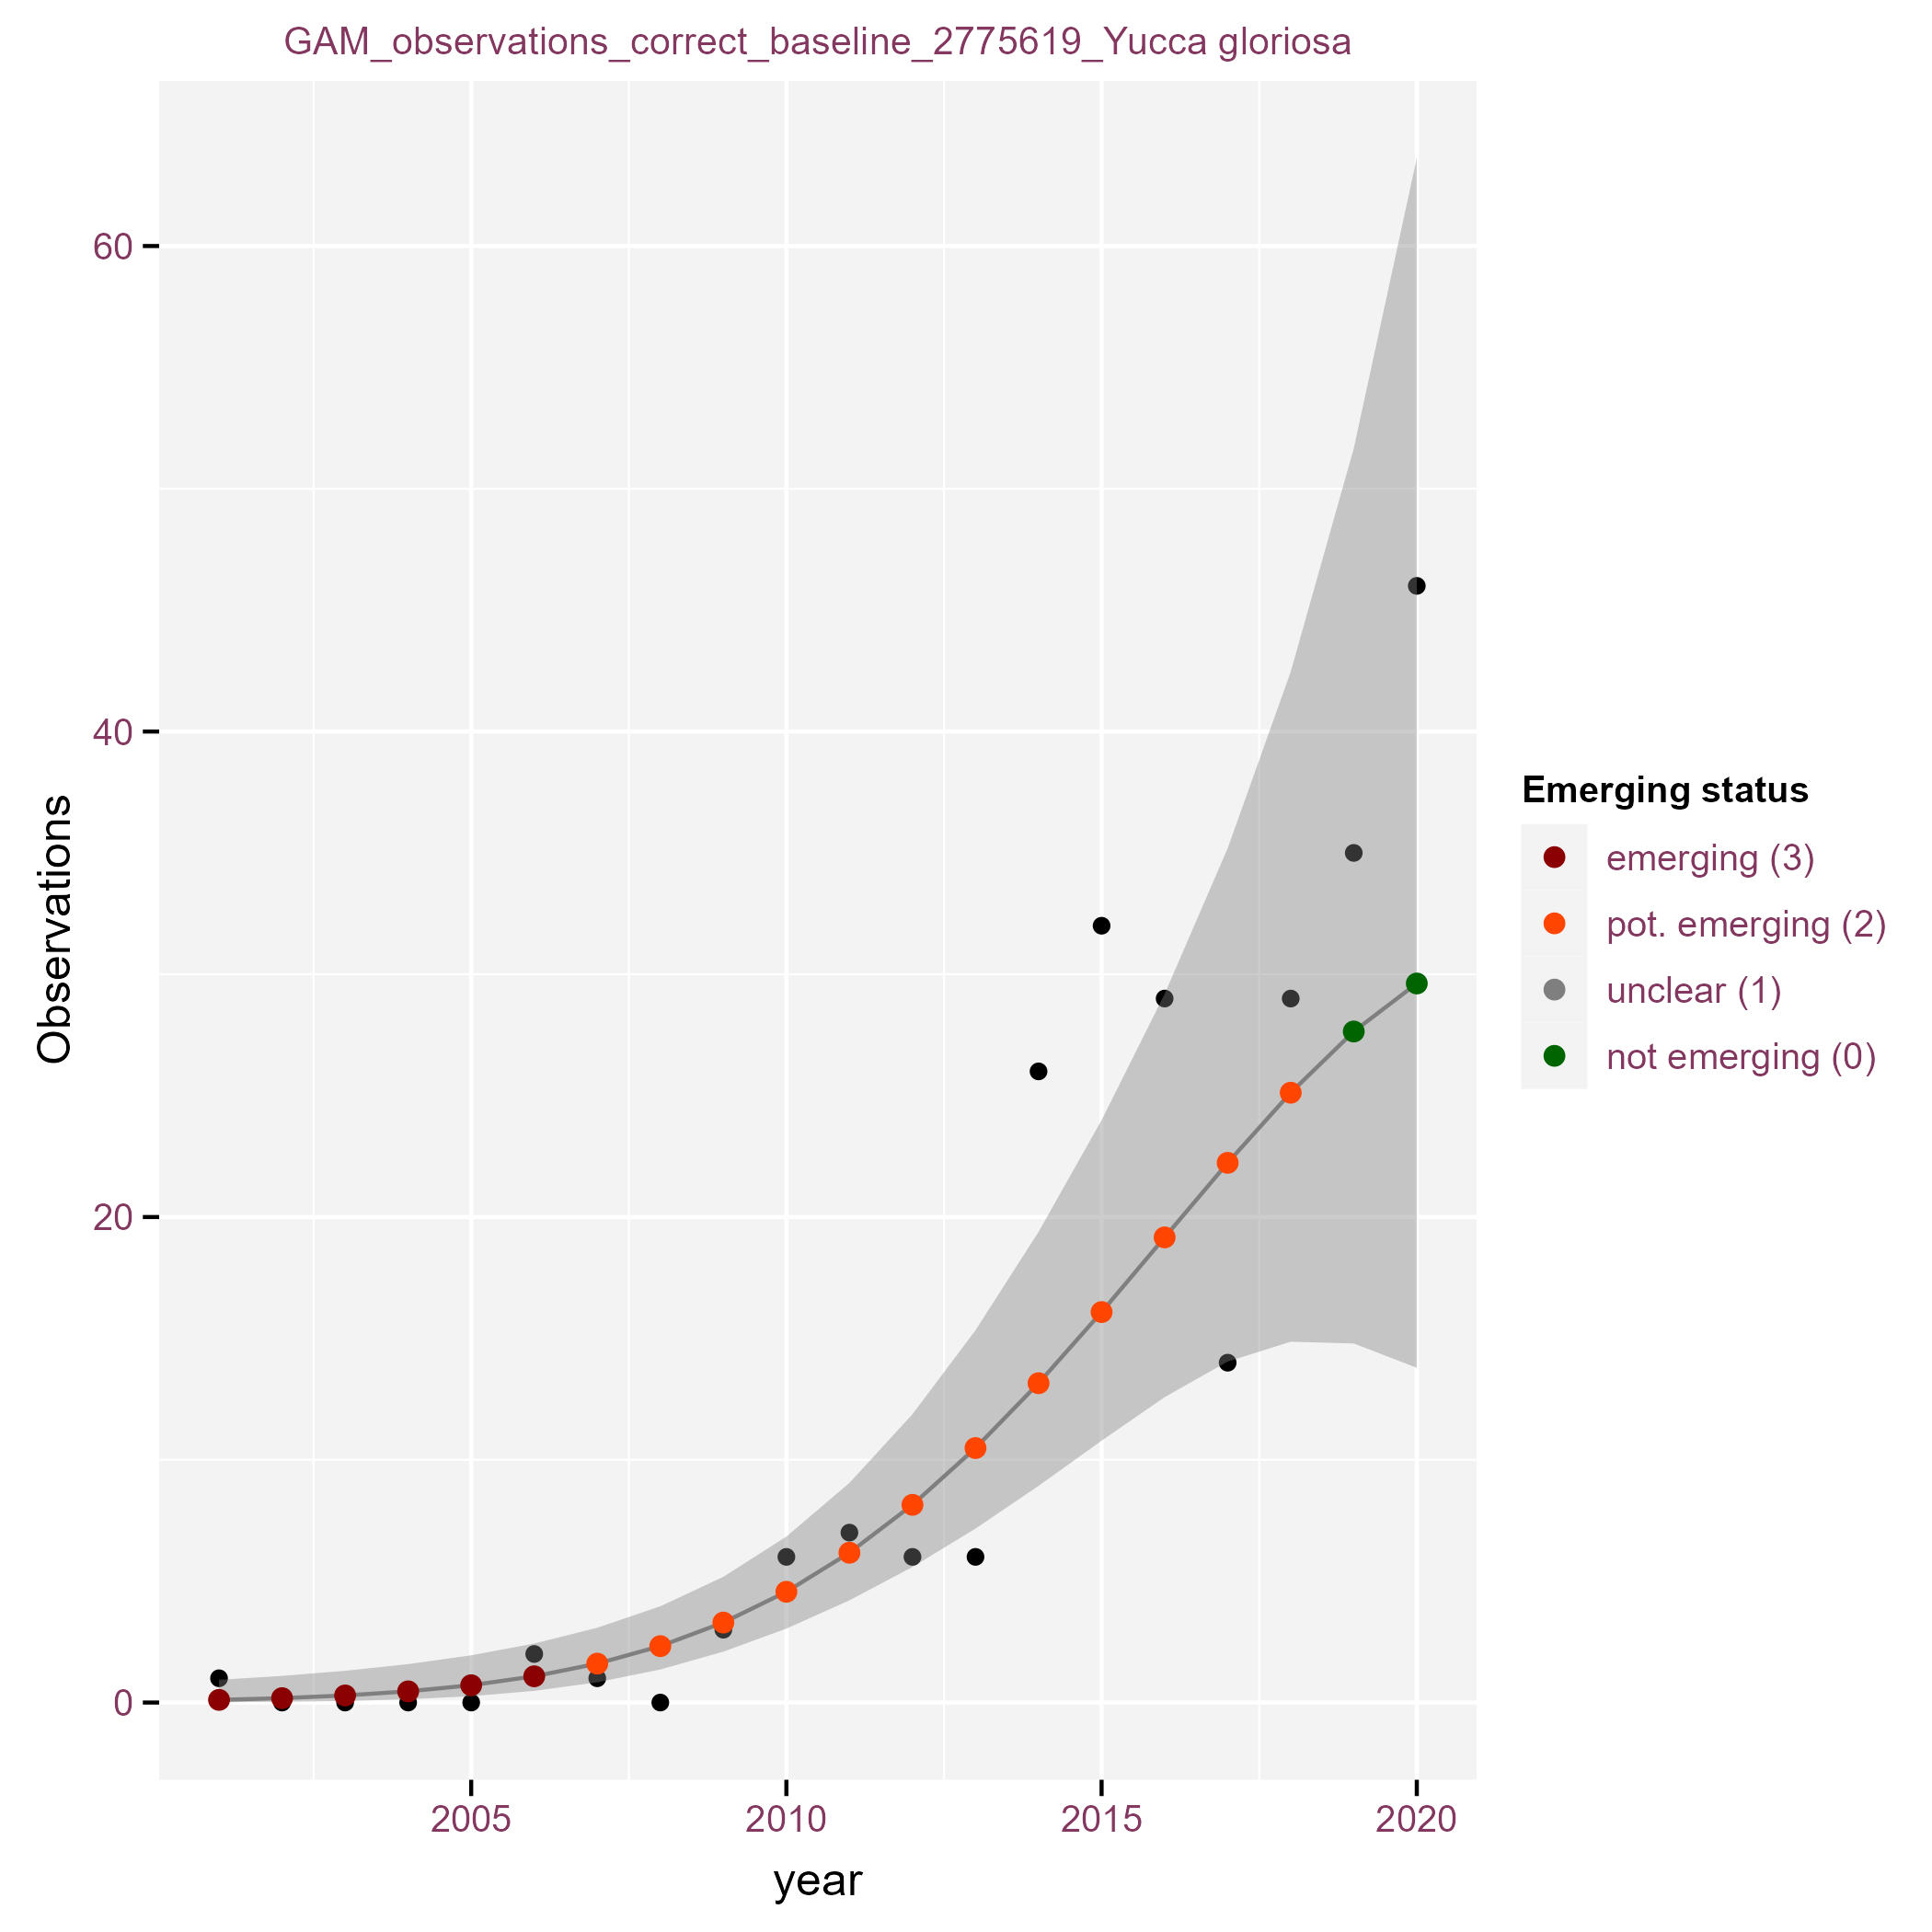 GAM_observations_correct_baseline_2775619_Yucca gloriosa
60
40
20
0
Observations
2005 2010 2015 2020
year
Emerging status
emerging (3)
pot. emerging (2)
unclear (1)
not emerging (0)